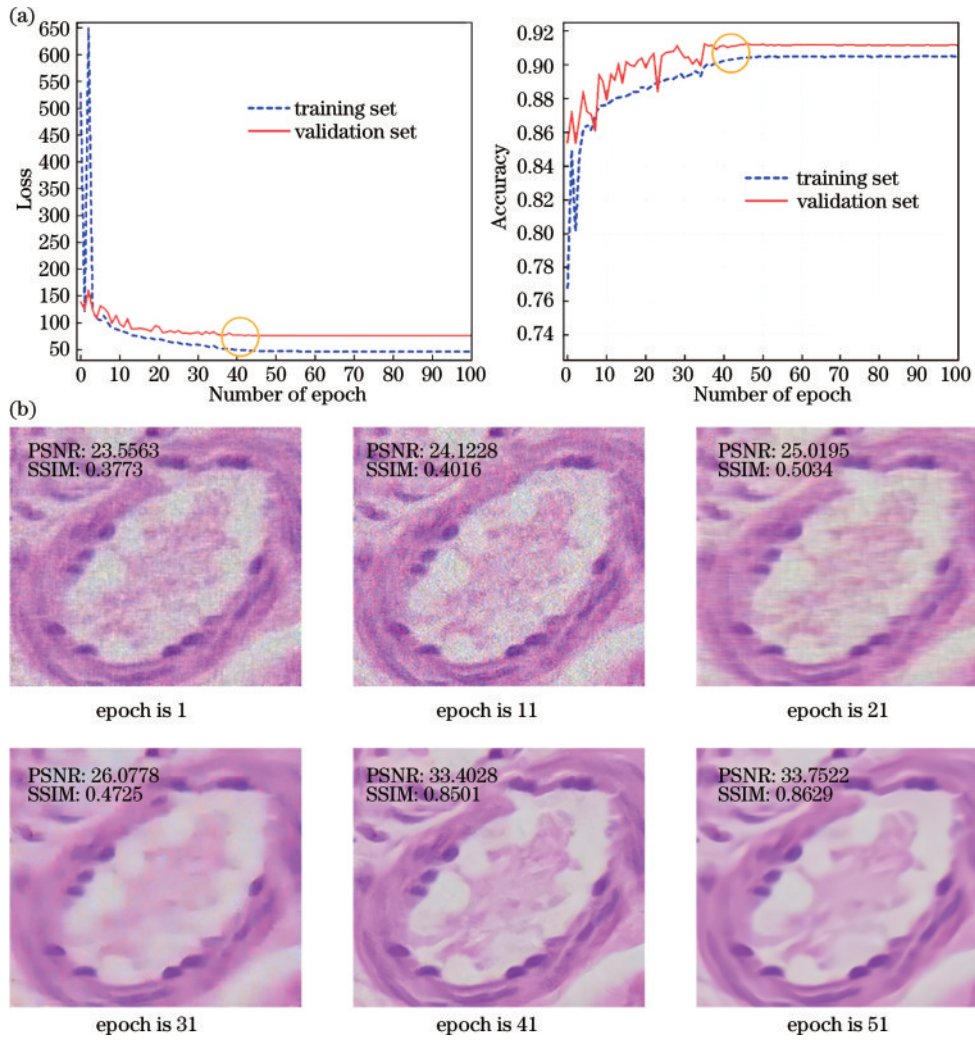 (a)
650
600
550
500
450
400
350
300
250
200
150
100
50
Loss
training set
validation set
0 10 20 30 40 50 60 70 80 90 100
Number of epoch
0.92
0.90
0.88
0.86
0.84
0.82
0.80
0.78
0.76
0.74
Accuracy
training set
validation set
0 10 20 30 40 50 60 70 80 90 100
Number of epoch
(b)
PSNR: 23.5563
SSIM: 0.3773
epoch is 1
PSNR: 24.1228
SSIM: 0.4016
epoch is 11
PSNR: 25.0195
SSIM: 0.5034
epoch is 21
PSNR: 26.0778
SSIM: 0.4725
epoch is 31
PSNR: 33.4028
SSIM: 0.8501
epoch is 41
PSNR: 33.7522
SSIM: 0.8629
epoch is 51